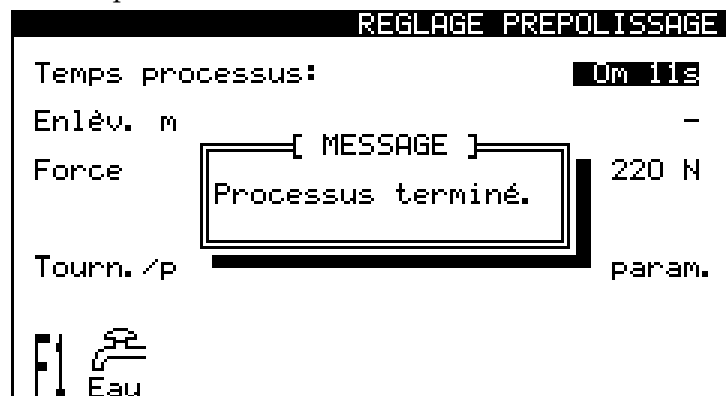 REGLAGE PREPOLISSAGE
Temps processus: 0m 11s
Enlèv. m -
[ MESSAGE ]
Force 220 N
Processus terminé.
Tourn./p param.
F1
Eau